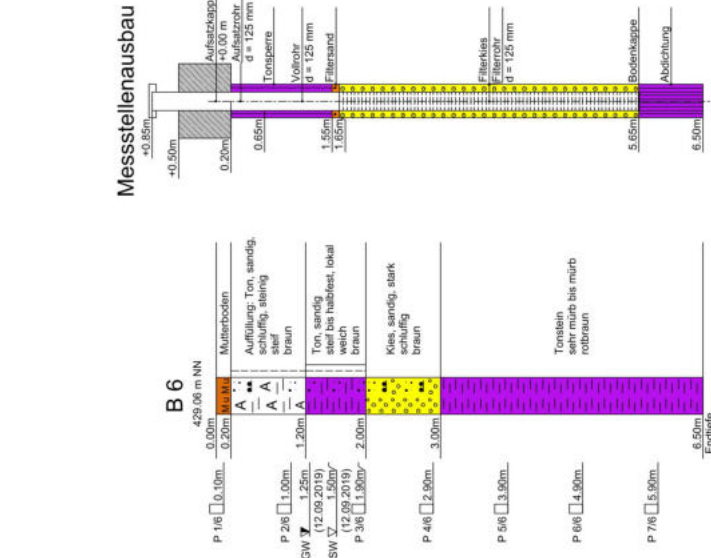 Messstellenausbau
+0.85m
+0.50m
0.20m
0.65m
1.55m
1.65m
5.65m
6.50m
Aufsatzkapp
+0.00 m
Aufsatzrohr
d = 125 mm
Tonsperre
Vollrohr
d = 125 mm
Filtersand
Filterkies
Filterrohr
d = 125 mm
Bodenkappe
Abdichtung
B 6
429.06 m NN
0.00m
0.20m
1.20m
2.00m
3.00m
6.50m
Endtiefe
Mu Mu
A A A A A A
Mutterboden
Auffüllung: Ton, sandig,
schluffig, steinig
steif
braun
Ton, sandig
steif bis halbfest, lokal
weich
braun
Kies, sandig, stark
schluffig
braun
Tonstein
sehr mürb bis mürb
rotbraun
P 1/6 0.10m
P 2/6 1.00m
GW 1.25m
(12.09.2019)
SW 1.50m
(12.09.2019)
P 3/6 1.90m
P 4/6 2.90m
P 5/6 3.90m
P 6/6 4.90m
P 7/6 5.90m